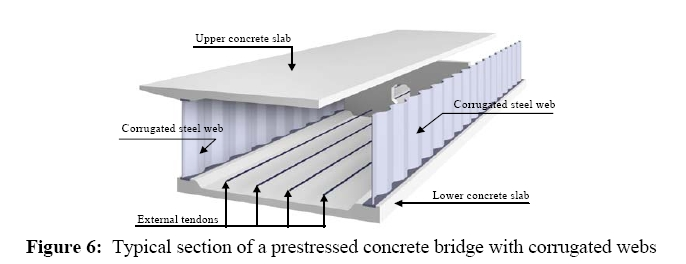 Upper concrete slab
Corrugated steel web
Corrugated steel web
Lower concrete slab
External tendons
Figure 6: Typical section of a prestressed concrete bridge with corrugated webs